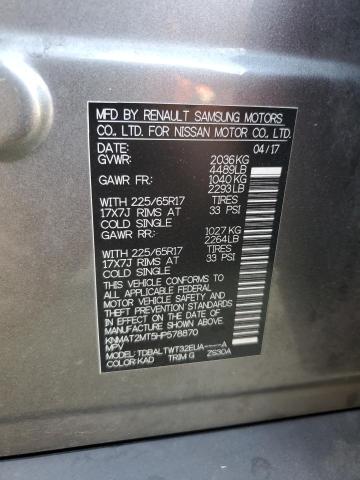 MFD BY RENAULT SAMSUNG MOTORS
CO., LTD. FOR NISSAN MOTOR CO., LTD.
DATE: 04/17
GVWR: 2036KG
4489LB
GAWR FR: 1040KG
2293LB
WITH 225/65R17 TIRES
17X7J RIMS AT 33 PSI
COLD SINGLE
GAWR RR: 1027KG
2264LB
WITH 225/65R17 TIRES
17X7J RIMS AT 33 PSI
COLD SINGLE
THIS VEHICLE CONFORMS TO
ALL APPLICABLE FEDERAL
MOTOR VEHICLE SAFETY AND
THEFT PREVENTION STANDARDS
IN EFFECT ON THE DATE OF
MANUFACTURE SHOWN ABOVE.
KNMAT2MT5HP578870
MPV
MODEL:TDBALTWT32EUA----A
COLOR:KAD TRIM G ZS30A